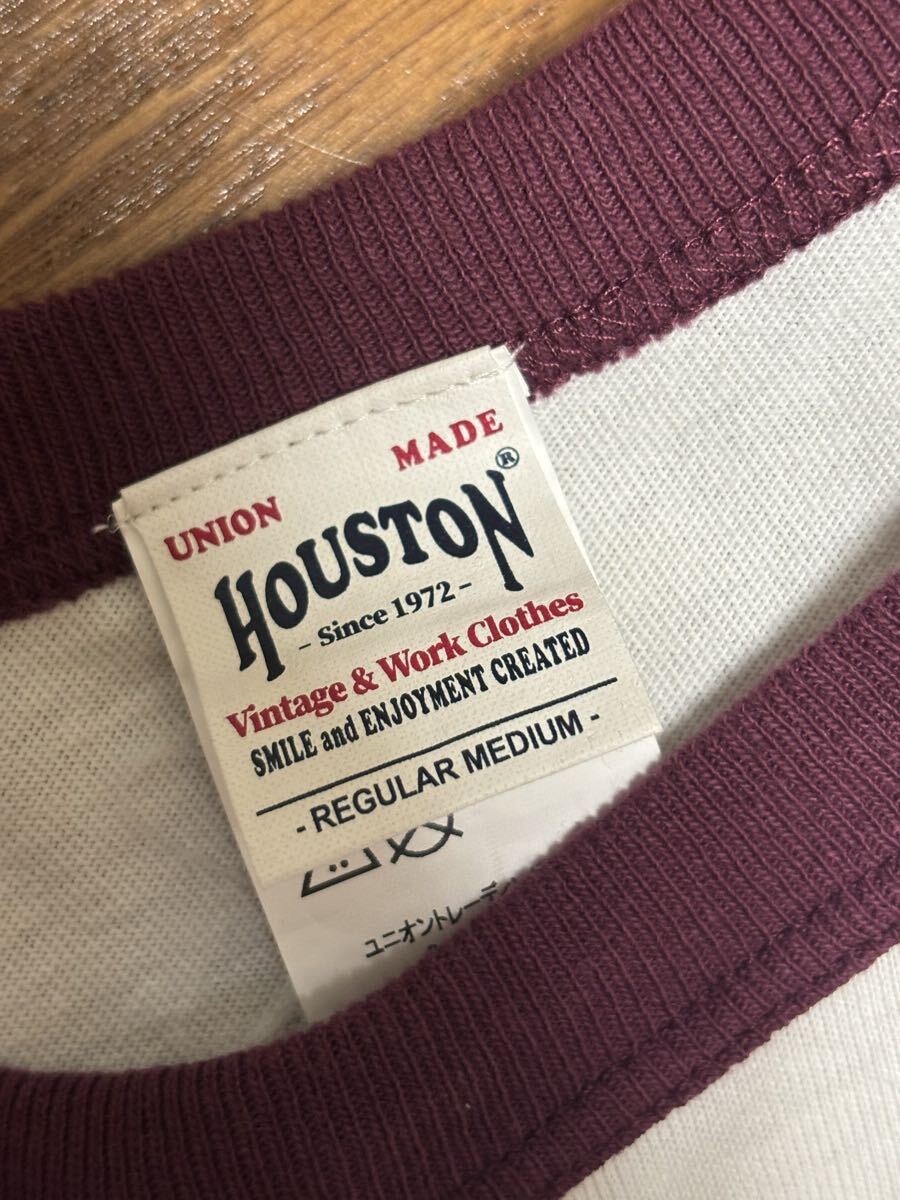 UNION MADE
HOUSTON®
- Since 1972 -
Vintage & Work Clothes
SMILE and ENJOYMENT CREATED
- REGULAR MEDIUM -
ユニオントレーディ